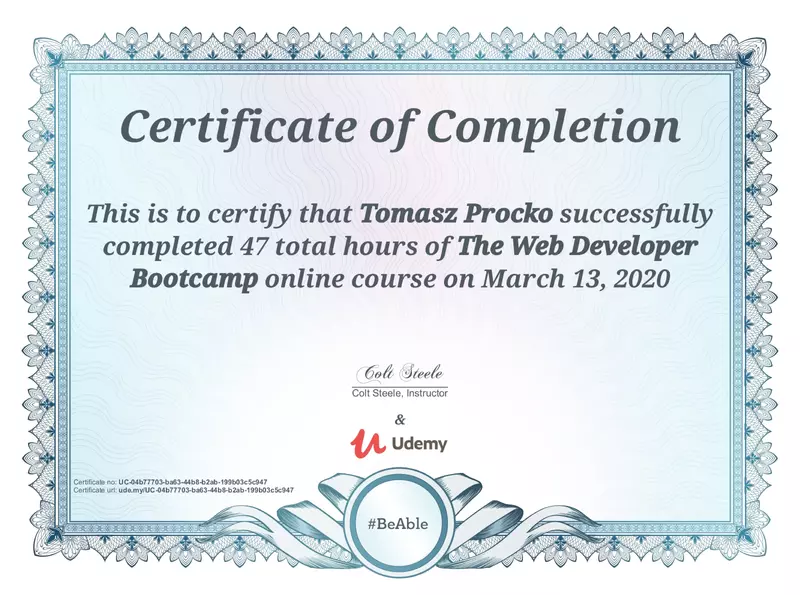 Certificate of Completion
This is to certify that Tomasz Procko successfully
completed 47 total hours of The Web Developer
Bootcamp online course on March 13, 2020
Colt Steele
Colt Steele, Instructor
&
Udemy
Certificate no: UC-04b77703-ba63-44b8-b2ab-199b03c5c947
Certificate url: ude.my/UC-04b77703-ba63-44b8-b2ab-199b03c5c947
#BeAble